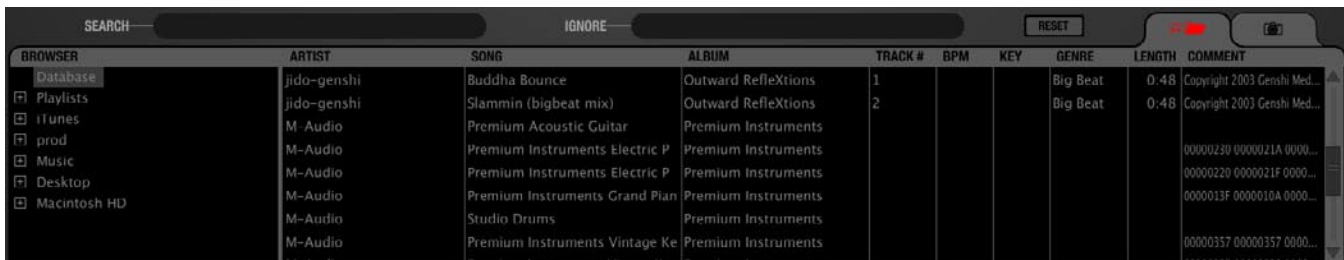 SEARCH IGNORE RESET
BROWSER ARTIST SONG ALBUM TRACK # BPM KEY GENRE LENGTH COMMENT
Database jido-genshi Buddha Bounce Outward RefleXtions 1 Big Beat 0:48 Copyright 2003 Genshi Med...
Playlists jido-genshi Slammin (bigbeat mix) Outward RefleXtions 2 Big Beat 0:48 Copyright 2003 Genshi Med...
iTunes M-Audio Premium Acoustic Guitar Premium Instruments
prod M-Audio Premium Instruments Electric P Premium Instruments 00000230 0000021A 0000...
Music M-Audio Premium Instruments Electric P Premium Instruments 00000220 0000021F 0000...
Desktop M-Audio Premium Instruments Grand Pian Premium Instruments 0000013F 0000010A 0000...
Macintosh HD M-Audio Studio Drums Premium Instruments
M-Audio Premium Instruments Vintage Ke Premium Instruments 00000357 00000357 0000...